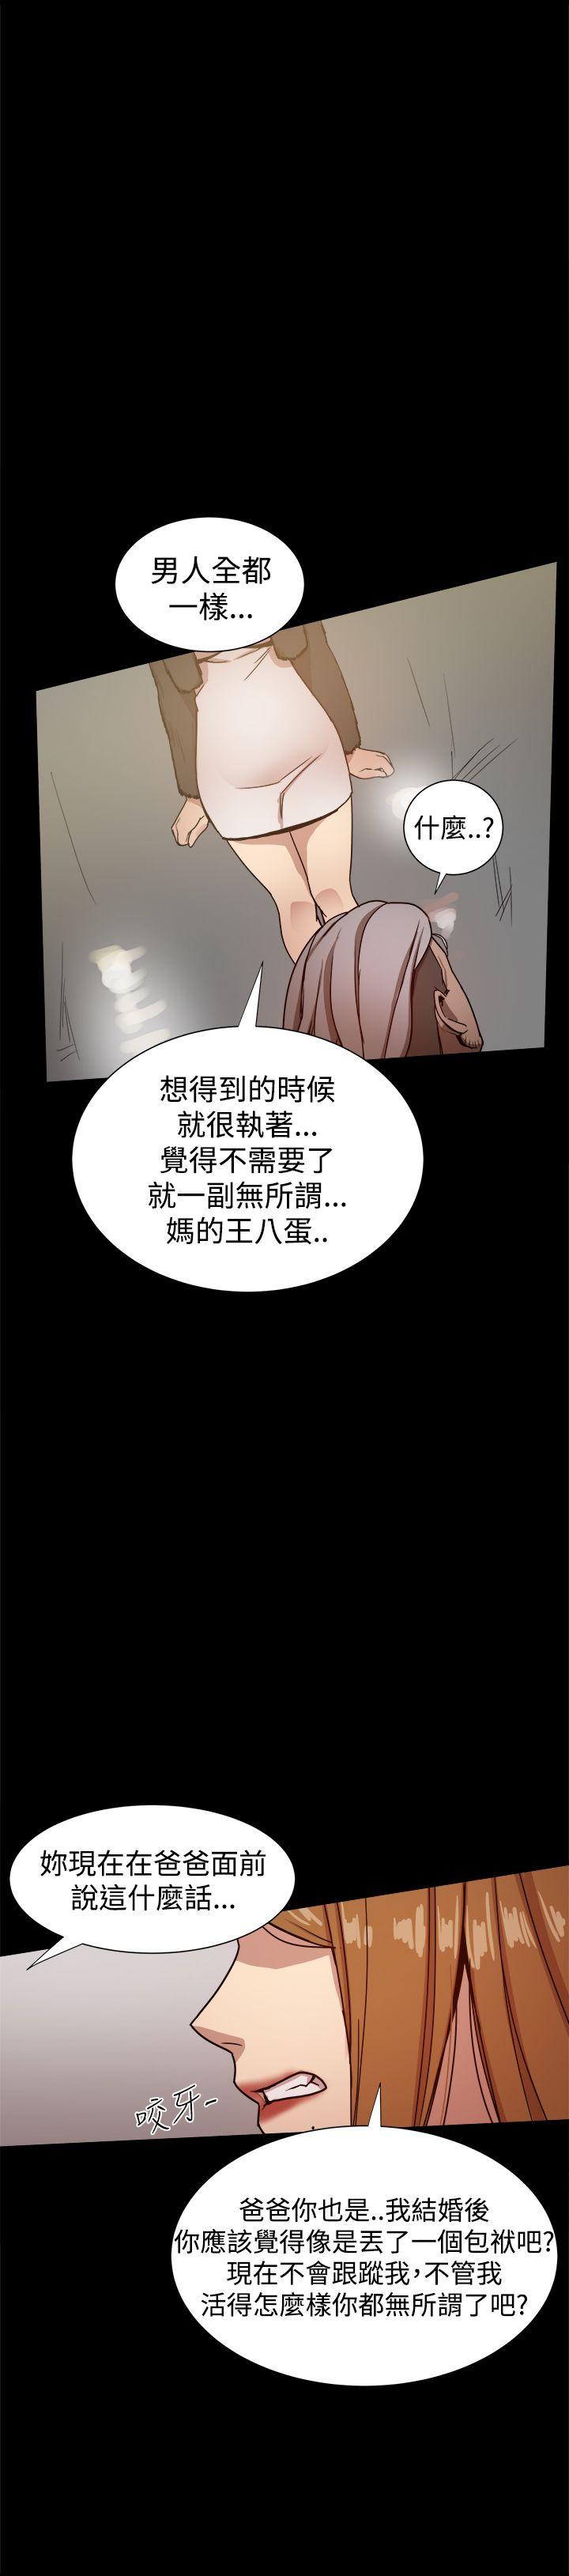 男人全都
一樣...
什麼..?
想得到的時候
就很執著...
覺得不需要了
就一副無所謂...
媽的王八蛋..
妳現在在爸爸面前
說這什麼話...
咬牙-
爸爸你也是..我結婚後
你應該覺得像是丟了一個包袱吧?
現在不會跟蹤我,不管我
活得怎麼樣你都無所謂了吧?